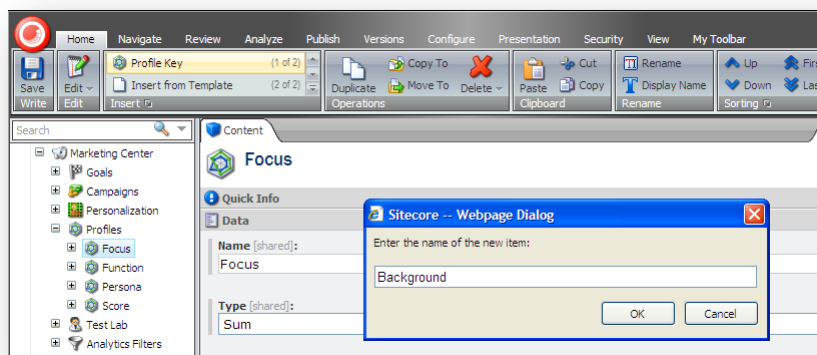 Home Navigate Review Analyze Publish Versions Configure Presentation Security View My Toolbar
Save Edit Profile Key (1 of 2) Duplicate Copy To Delete Paste Cut Rename Up Firs
Insert from Template (2 of 2) Move To Copy Display Name Down Las
Write Edit Insert Operations Clipboard Rename Sorting
Search Content
Marketing Center
Focus
Goals
Campaigns
Quick Info
Personalization
Data
Sitecore -- Webpage Dialog
Profiles
Name [shared]:
Enter the name of the new item:
Focus
Focus
Function
Background
Persona
Score
Type [shared]:
OK Cancel
Test Lab
Sum
Analytics Filters